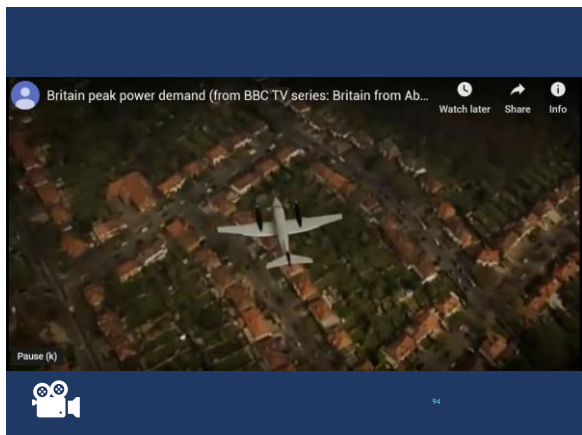 Britain peak power demand (from BBC TV series: Britain from Ab...
Watch later
Share
Info
Pause (k)
94